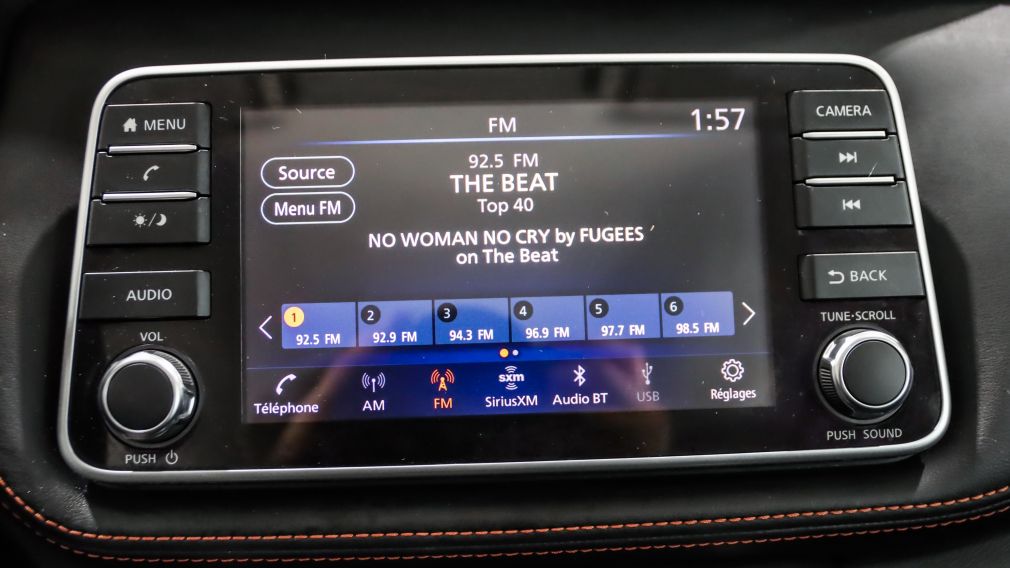 MENU
AUDIO
VOL
PUSH
FM
1:57
Source
Menu FM
92.5 FM
THE BEAT
Top 40
NO WOMAN NO CRY by FUGEES
on The Beat
1 2 3 4 5 6
92.5 FM 92.9 FM 94.3 FM 96.9 FM 97.7 FM 98.5 FM
Téléphone AM FM sxm SiriusXM Audio BT USB Réglages
CAMERA
BACK
TUNE·SCROLL
PUSH SOUND